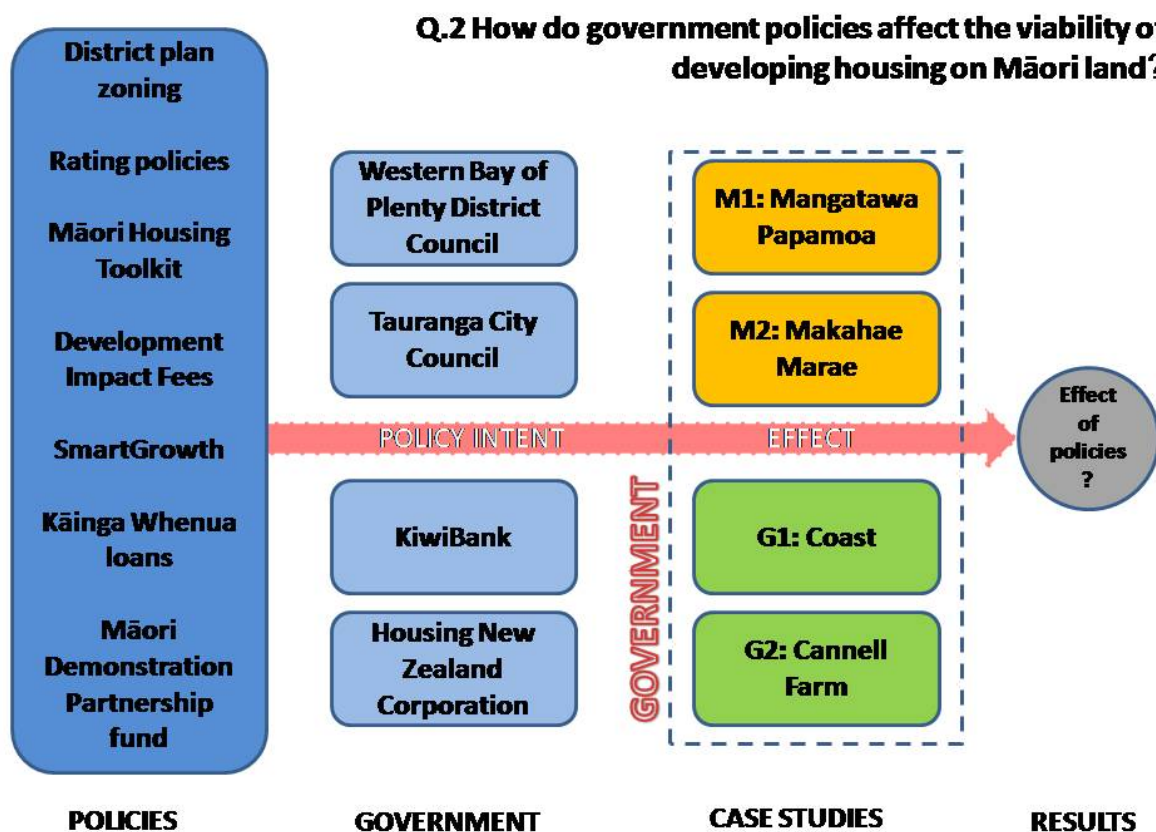 Q.2 How do government policies affect the viability of
developing housing on Māori land?
District plan
zoning
Rating policies
Māori Housing
Toolkit
Development
Impact Fees
SmartGrowth
Kāinga Whenua
loans
Māori
Demonstration
Partnership
fund
Western Bay of
Plenty District
Council
Tauranga City
Council
POLICY INTENT
KiwiBank
Housing New
Zealand
Corporation
GOVERNMENT
M1: Mangatawa
Papamoa
M2: Makahae
Marae
EFFECT
G1: Coast
G2: Cannell
Farm
Effect
of
policies
?
POLICIES
GOVERNMENT
CASE STUDIES
RESULTS